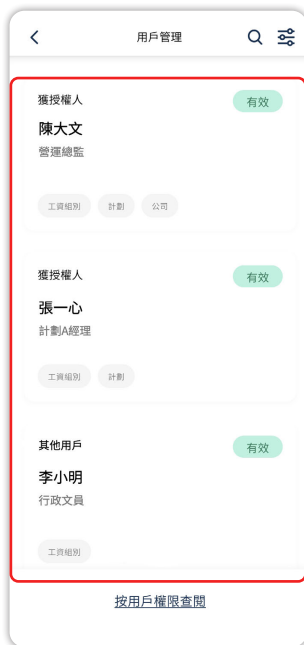 用戶管理
獲授權人
有效
陳大文
營運總監
工資組別 計劃 公司
獲授權人
有效
張一心
計劃A經理
工資組別 計劃
其他用戶
有效
李小明
行政文員
工資組別
按用戶權限查閱